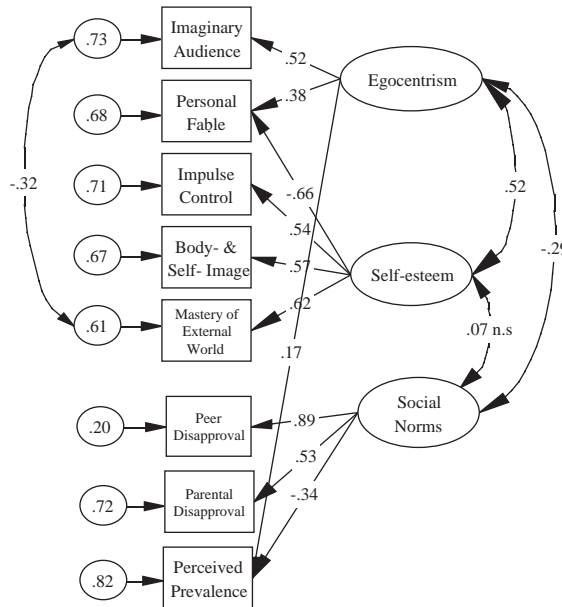 .73
Imaginary
Audience
.52
Egocentrism
.68
Personal
Fable
.38
.71
Impulse
Control
-.32
-.66
.52
.54
-.29
.67
Body- &
Self- Image
.57
Self-esteem
.62
.61
Mastery of
External
World
.17
.07 n.s
.20
Peer
Disapproval
.89
Social
Norms
.53
.72
Parental
Disapproval
-.34
.82
Perceived
Prevalence